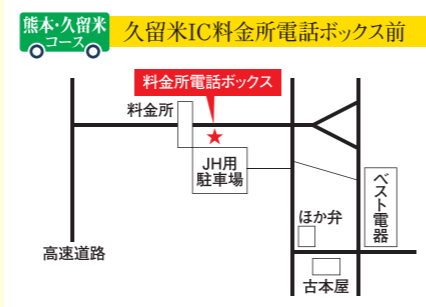 熊本・久留米
コース
久留米IC料金所電話ボックス前
料金所電話ボックス
料金所
JH用
駐車場
ベスト電器
ほか弁
高速道路
古本屋